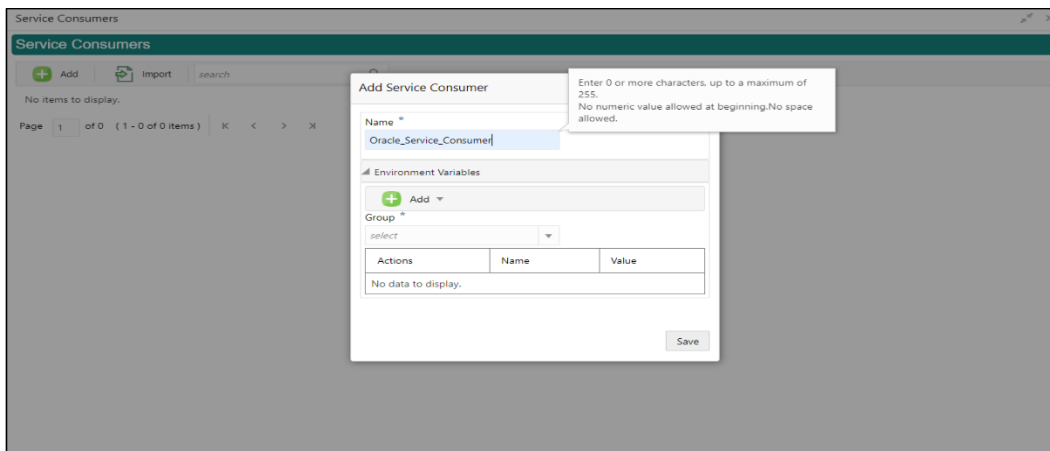 Service Consumers
Service Consumers
Add Import search
No items to display.
Page 1 of 0 (1 - 0 of 0 items)
Add Service Consumer
Enter 0 or more characters, up to a maximum of
255.
No numeric value allowed at beginning.No space
allowed.
Name *
Oracle_Service_Consumer
Environment Variables
Add
Group *
select
Actions Name Value
No data to display.
Save